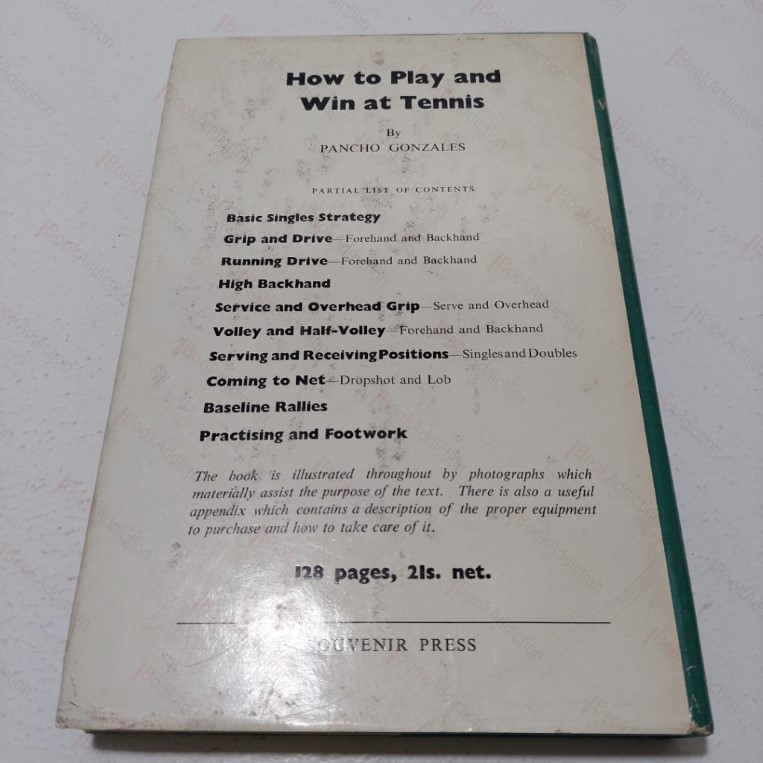 How to Play and
Win at Tennis
By
PANCHO GONZALES
PARTIAL LIST OF CONTENTS
Basic Singles Strategy
Grip and Drive—Forehand and Backhand
Running Drive—Forehand and Backhand
High Backhand
Service and Overhead Grip—Serve and Overhead
Volley and Half-Volley—Forehand and Backhand
Serving and Receiving Positions—Singles and Doubles
Coming to Net—Dropshot and Lob
Baseline Rallies
Practising and Footwork
The book is illustrated throughout by photographs which
materially assist the purpose of the text. There is also a useful
appendix which contains a description of the proper equipment
to purchase and how to take care of it.
128 pages, 21s. net.
SOUVENIR PRESS
BookAddiction